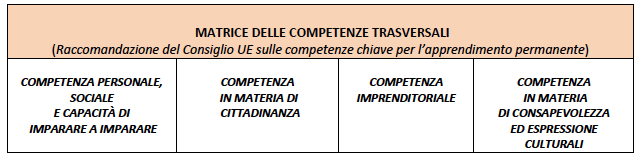 MATRICE DELLE COMPETENZE TRASVERSALI
(Raccomandazione del Consiglio UE sulle competenze chiave per l’apprendimento permanente)
COMPETENZA PERSONALE,
SOCIALE
E CAPACITÀ DI
IMPARARE A IMPARARE
COMPETENZA
IN MATERIA DI
CITTADINANZA
COMPETENZA
IMPRENDITORIALE
COMPETENZA
IN MATERIA
DI CONSAPEVOLEZZA
ED ESPRESSIONE
CULTURALI